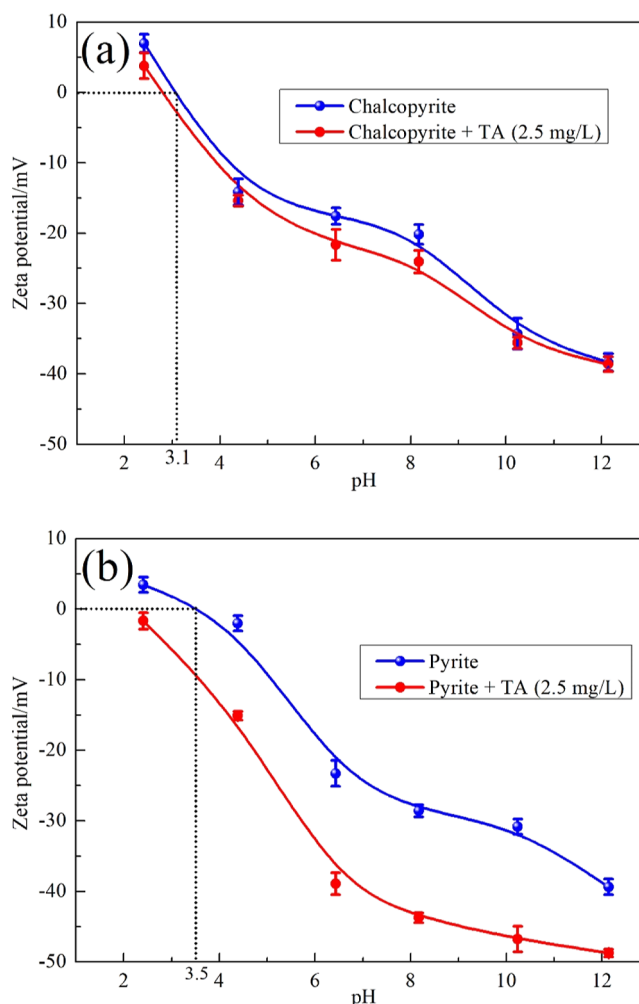 (a)
10
0
-10
-20
-30
-40
-50
Zeta potential/mV
Chalcopyrite
Chalcopyrite + TA (2.5 mg/L)
2 3.1 4 6 8 10 12
pH
(b)
10
0
-10
-20
-30
-40
-50
Zeta potential/mV
Pyrite
Pyrite + TA (2.5 mg/L)
2 3.5 4 6 8 10 12
pH